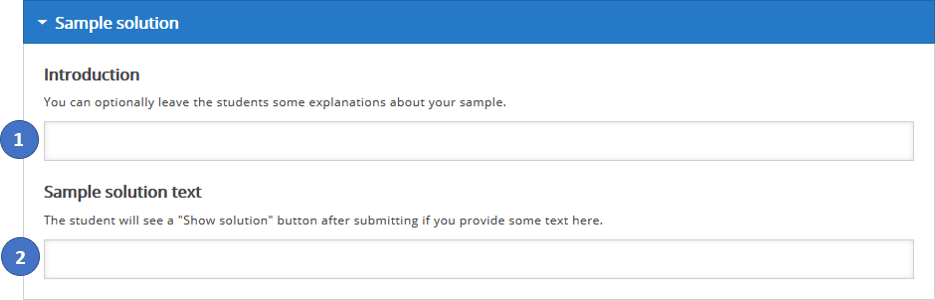 Sample solution
Introduction
You can optionally leave the students some explanations about your sample.
1
Sample solution text
The student will see a "Show solution" button after submitting if you provide some text here.
2